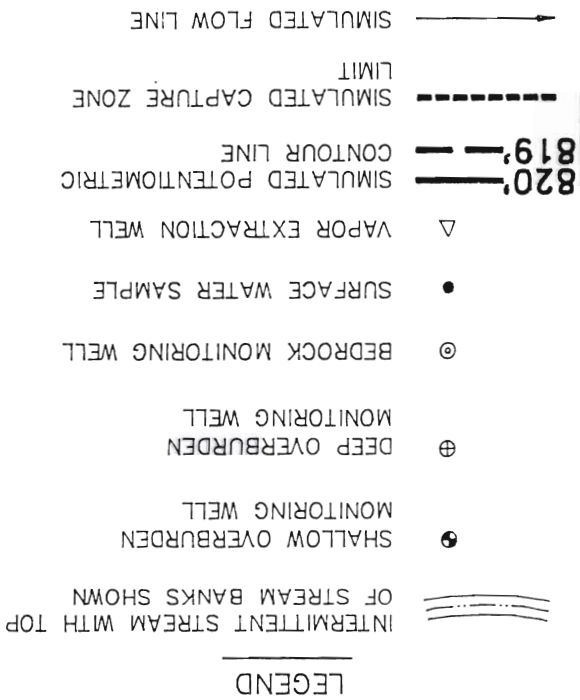 LEGEND
INTERMITTENT STREAM WITH TOP
OF STREAM BANKS SHOWN
SHALLOW OVERBURDEN
MONITORING WELL
DEEP OVERBURDEN
MONITORING WELL
BEDROCK MONITORING WELL
SURFACE WATER SAMPLE
VAPOR EXTRACTION WELL
820' SIMULATED POTENTIOMETRIC
819' CONTOUR LINE
SIMULATED CAPTURE ZONE
LIMIT
SIMULATED FLOW LINE